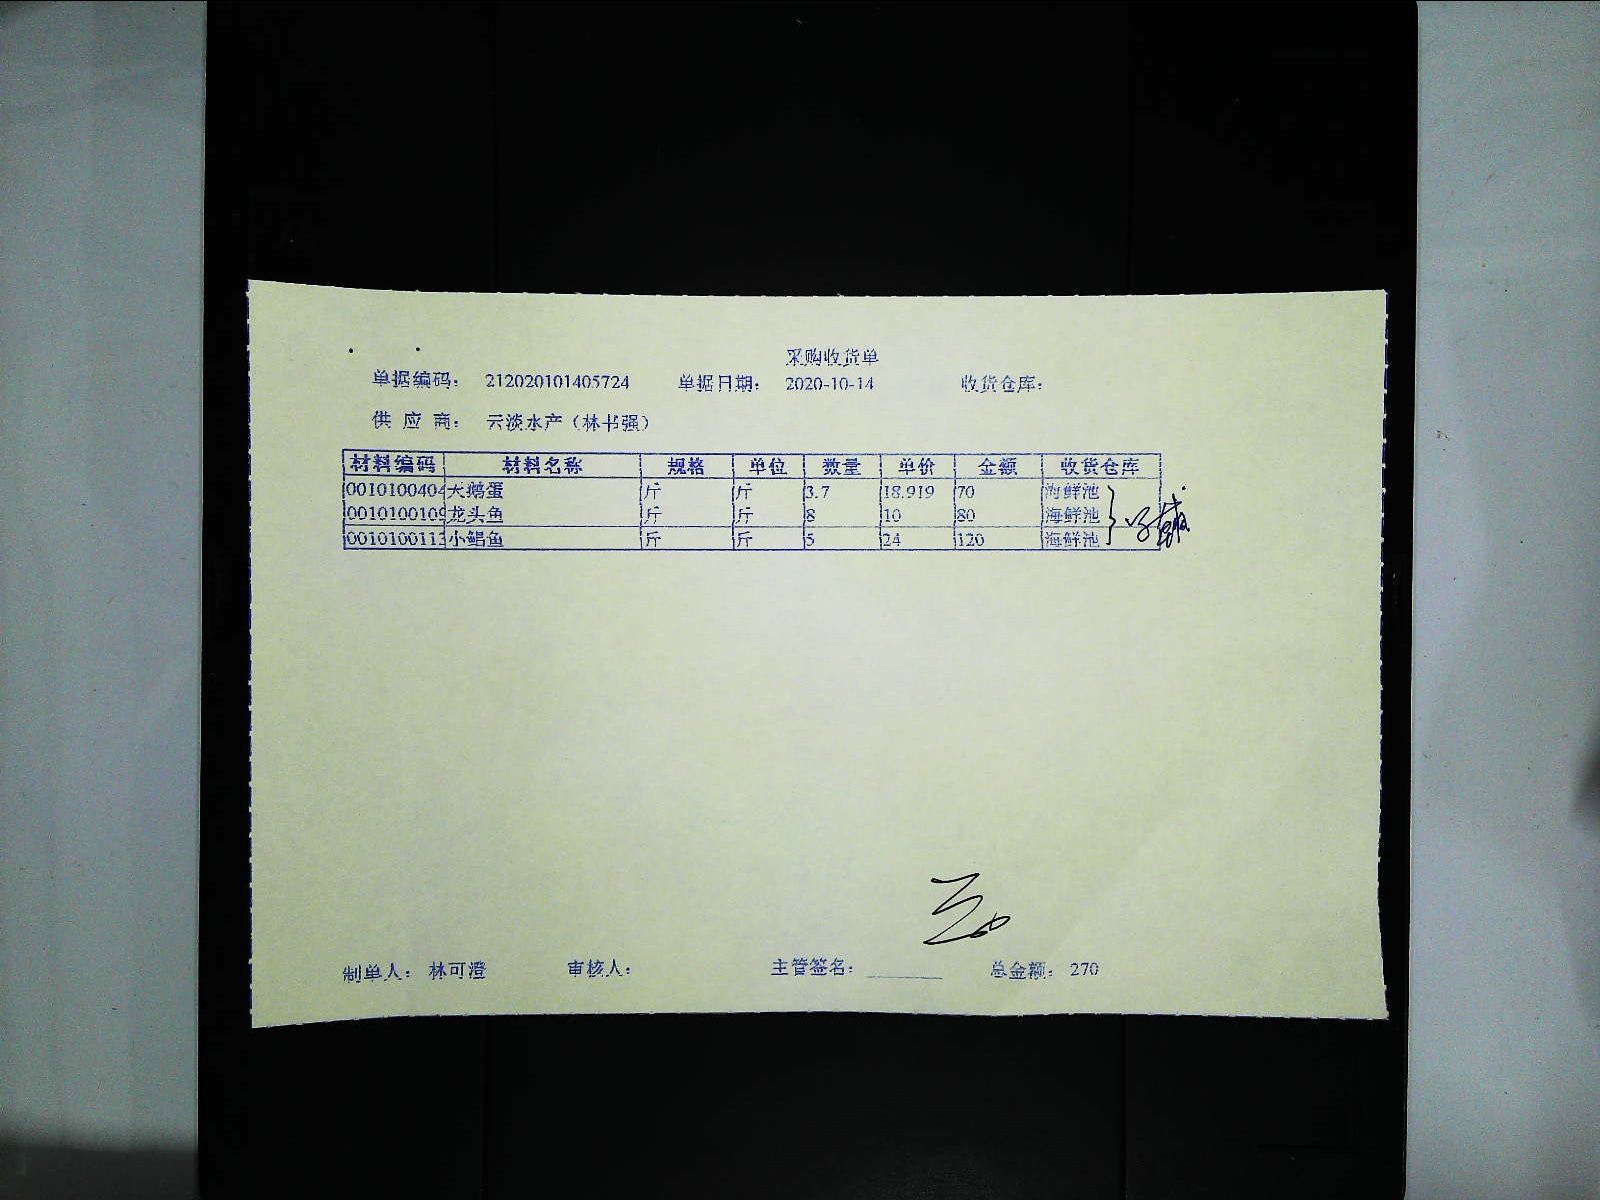 采购收货单
单据编码： 212020101405724 单据日期： 2020-10-14 收货仓库：
供 应 商： 云淡水产（林书强）
材料编码 材料名称 规格 单位 数量 单价 金额 收货仓库
0010100404 天鹅蛋 斤 斤 3.7 18.919 70 海鲜池
0010100109 龙头鱼 斤 斤 8 10 80 海鲜池
0010100113 小鲳鱼 斤 斤 5 24 120 海鲜池
制单人： 林可澄 审核人： 主管签名： ________ 总金额： 270